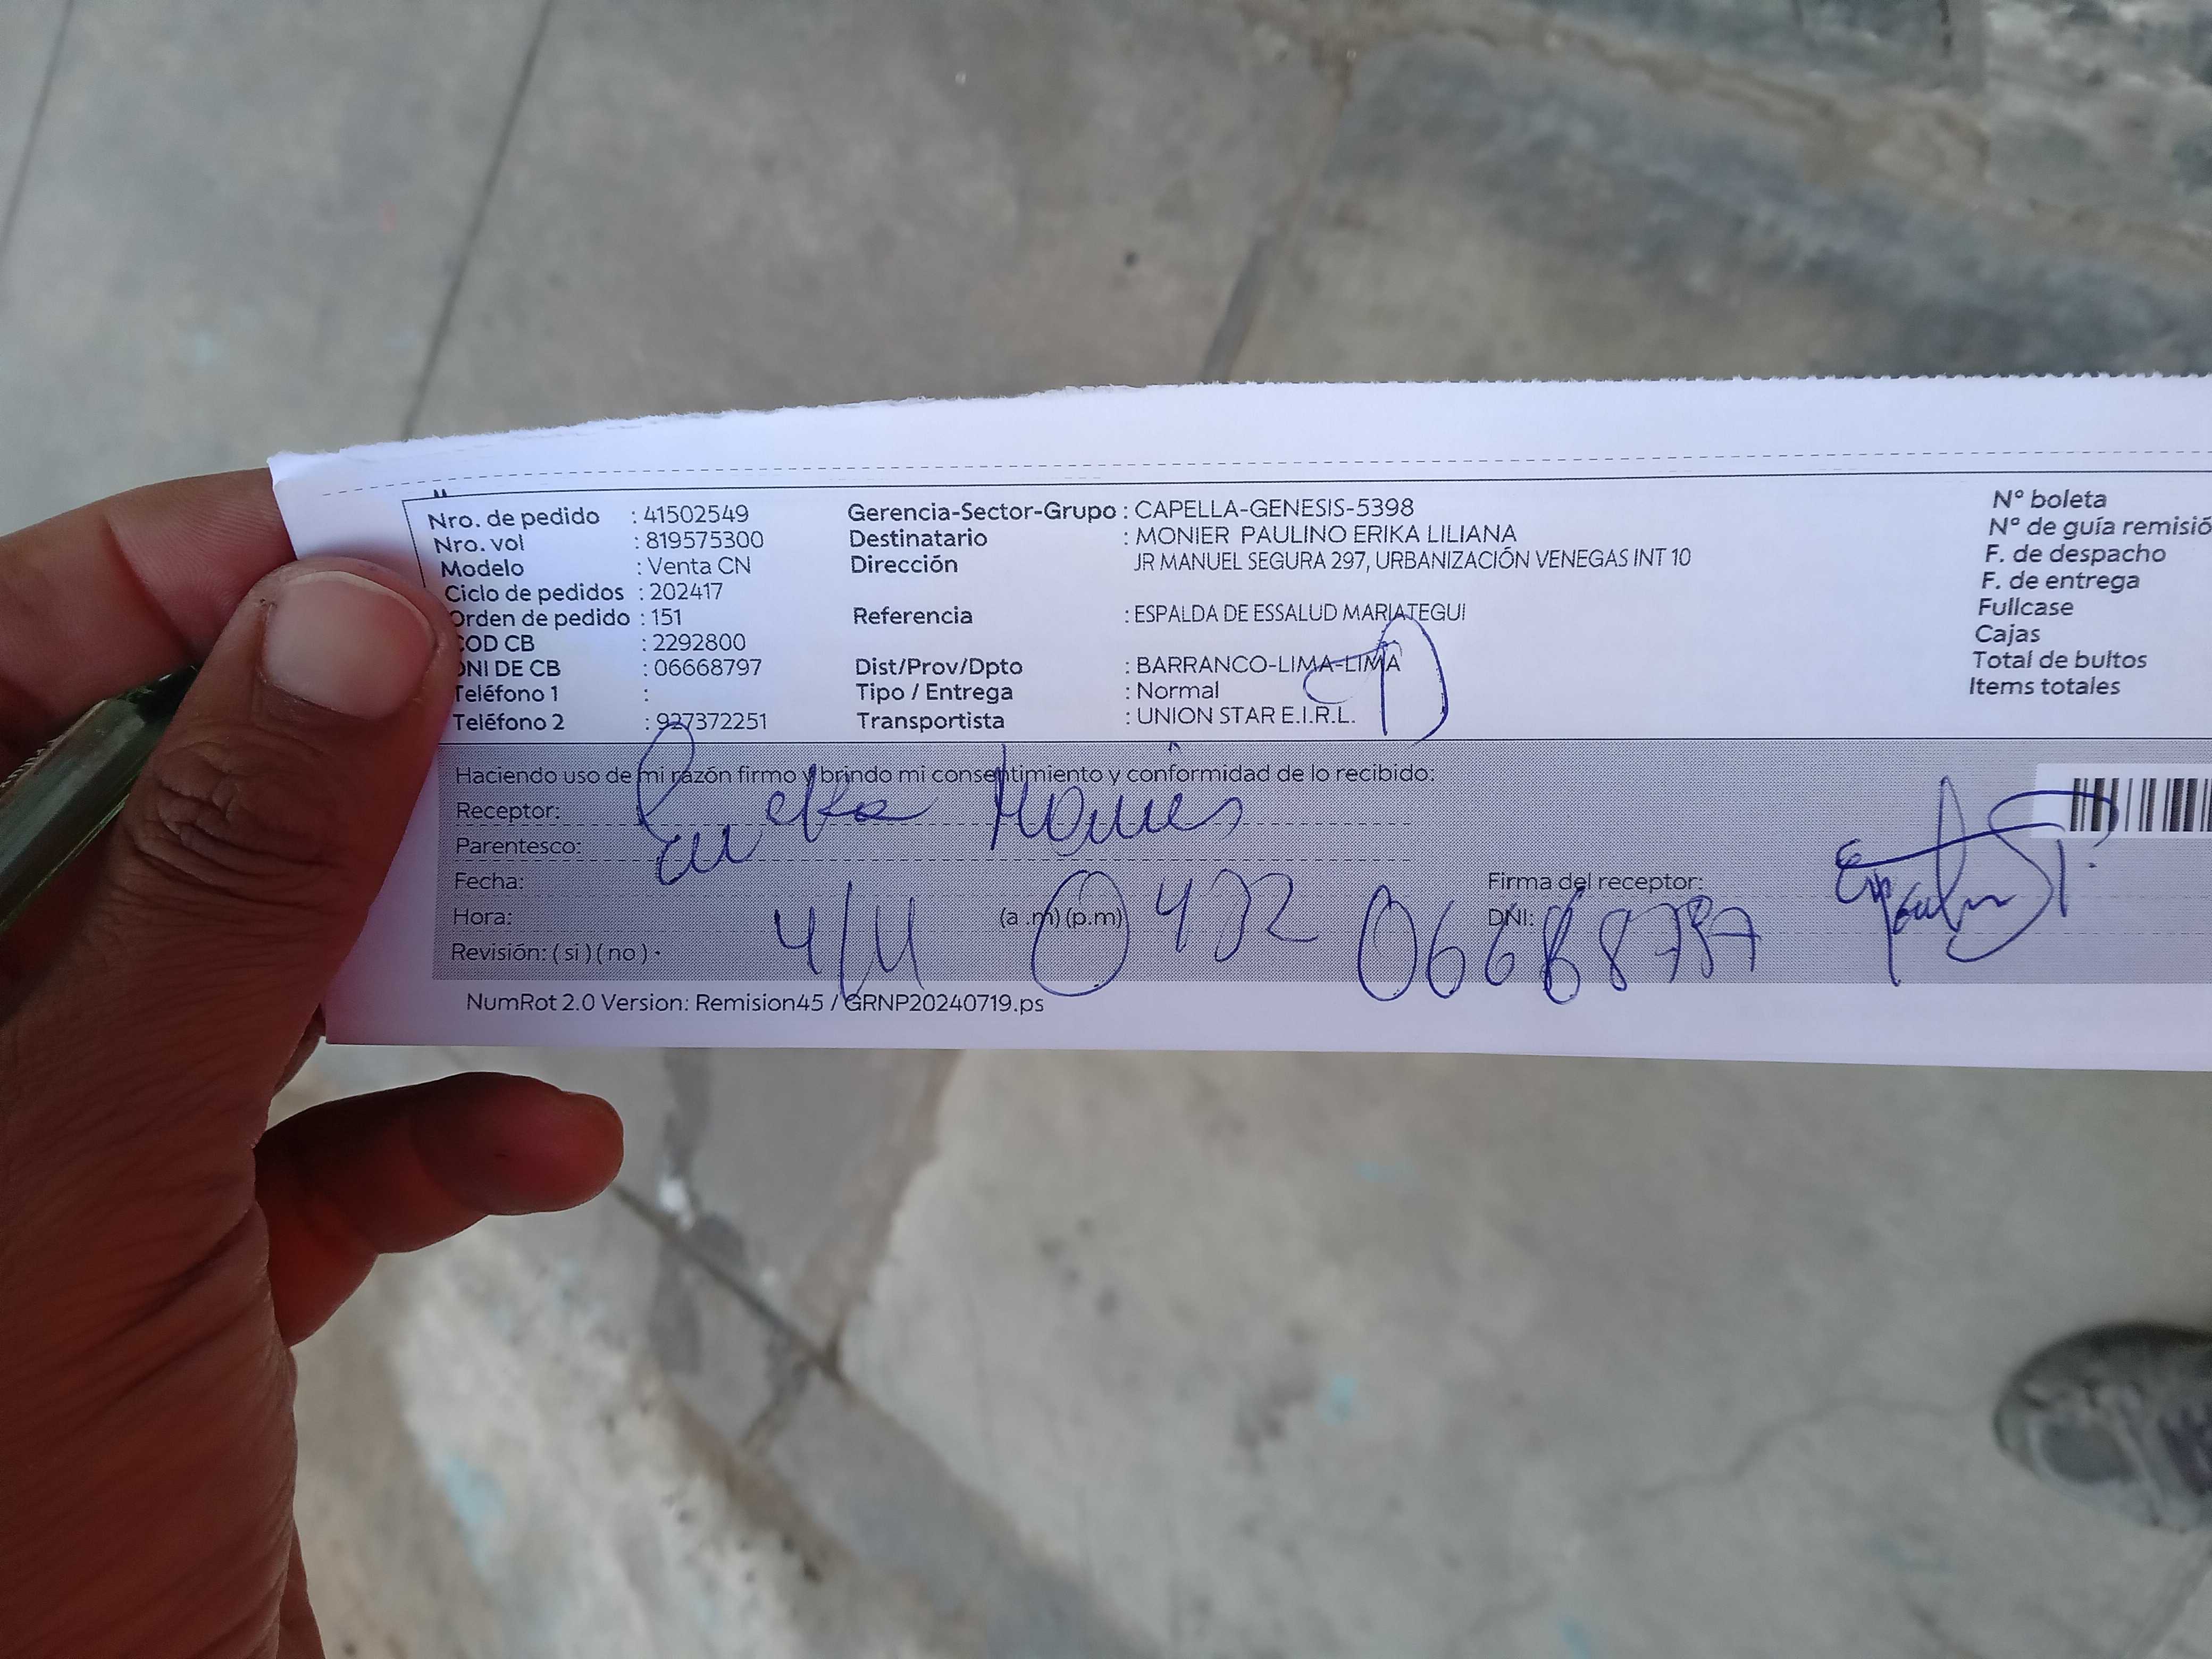 Nro. de pedido : 41502549
Nro. vol : 819575300
Modelo : Venta CN
Ciclo de pedidos : 202417
Orden de pedido : 151
COD CB : 2292800
DNI DE CB : 06668797
Teléfono 1 :
Teléfono 2 : 927372251
Gerencia-Sector-Grupo : CAPELLA-GENESIS-5398
Destinatario : MONIER PAULINO ERIKA LILIANA
Dirección JR MANUEL SEGURA 297, URBANIZACIÓN VENEGAS INT 10
Referencia : ESPALDA DE ESSALUD MARIATEGUI
Dist/Prov/Dpto : BARRANCO-LIMA-LIMA
Tipo / Entrega : Normal
Transportista : UNION STAR E.I.R.L.
N° boleta
N° de guía remisió
F. de despacho
F. de entrega
Fullcase
Cajas
Total de bultos
Items totales
Haciendo uso de mi razón firmo y brindo mi consentimiento y conformidad de lo recibido:
Receptor:
Parentesco:
Fecha:
Hora: 4/11 (a .m) (p.m)
Revisión: ( si ) ( no )
Firma del receptor:
DNI:
NumRot 2.0 Version: Remision45 / GRNP20240719.ps